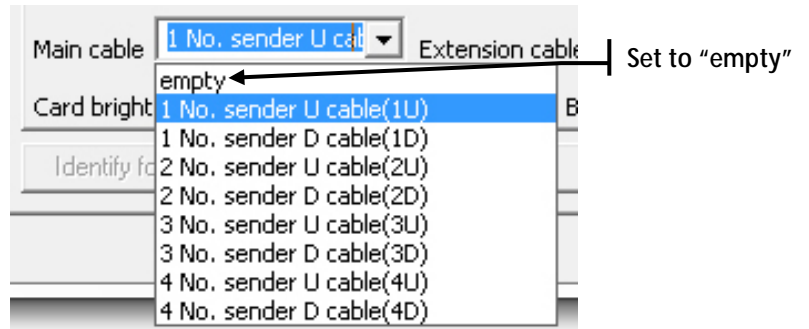 Main cable 1 No. sender U cab Extension cable
Set to “empty”
empty
Card bright
1 No. sender U cable(1U)
B
1 No. sender D cable(1D)
Identify fo
2 No. sender U cable(2U)
2 No. sender D cable(2D)
3 No. sender U cable(3U)
3 No. sender D cable(3D)
4 No. sender U cable(4U)
4 No. sender D cable(4D)